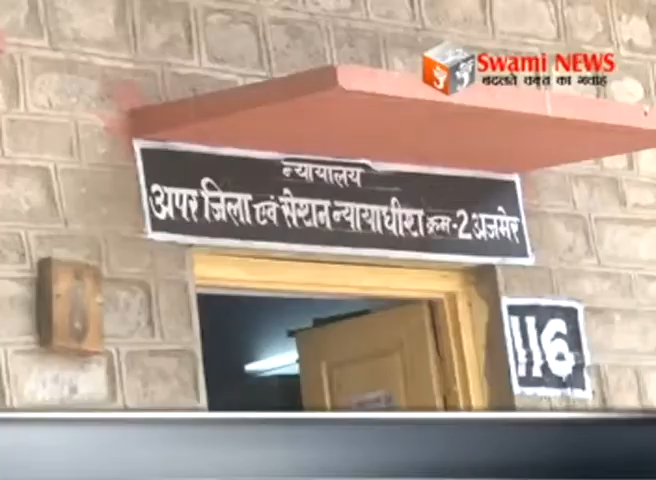 Swami NEWS
बदलते वक्त का गवाह
न्यायालय
अपर जिला एवं सेशन न्यायाधीश क्रम-2 अजमेर
116